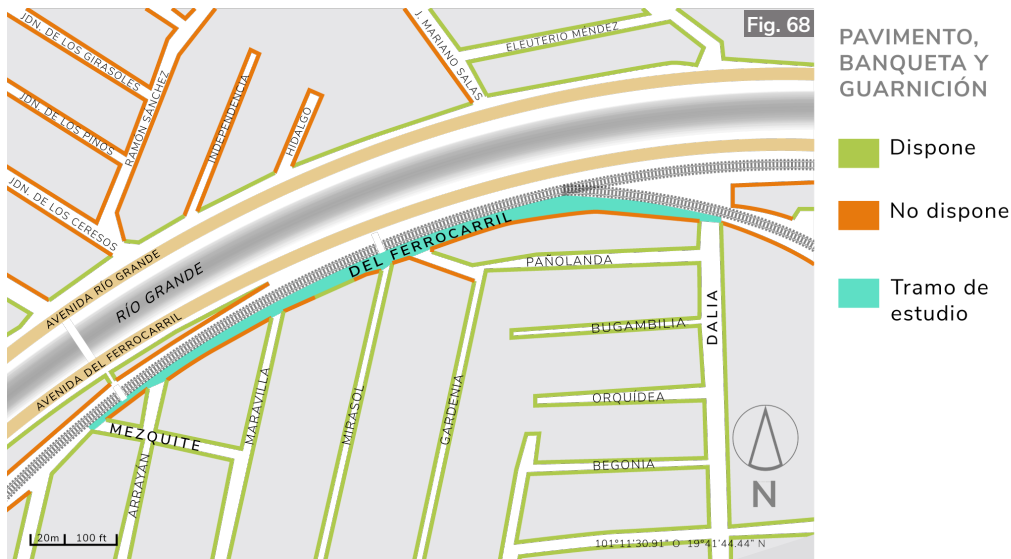 Fig. 68
PAVIMENTO,
BANQUETA Y
GUARNICIÓN
Dispone
No dispone
Tramo de
estudio
JDN. DE LOS GIRASOLES
JDN. DE LOS PINOS
JDN. DE LOS CEREZOS
RAMÓN SÁNCHEZ
INDEPENDENCIA
HIDALGO
J. MARIANO SALAS
ELEUTERIO MÉNDEZ
AVENIDA RÍO GRANDE
RÍO GRANDE
AVENIDA DEL FERROCARRIL
DEL FERROCARRIL
PAÑOLANDA
BUGAMBILIA
DALIA
ORQUÍDEA
BEGONIA
MEZQUITE
ARRAYÁN
MARAVILLA
MIRASOL
GARDENIA
N
20m
100 ft
101°11'30.91" O 19°41'44.44" N